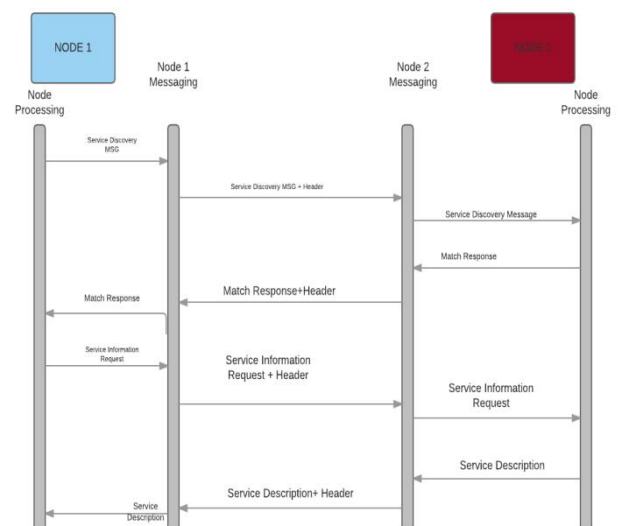 NODE 1
NODE 2
Node 1
Messaging
Node 2
Messaging
Node
Processing
Node
Processing
Service Discovery
MSG
Service Discovery MSG + Header
Service Discovery Message
Match Response
Match Response+Header
Match Response
Service Information
Request
Service Information
Request + Header
Service Information
Request
Service Description
Service Description+ Header
Service
Description